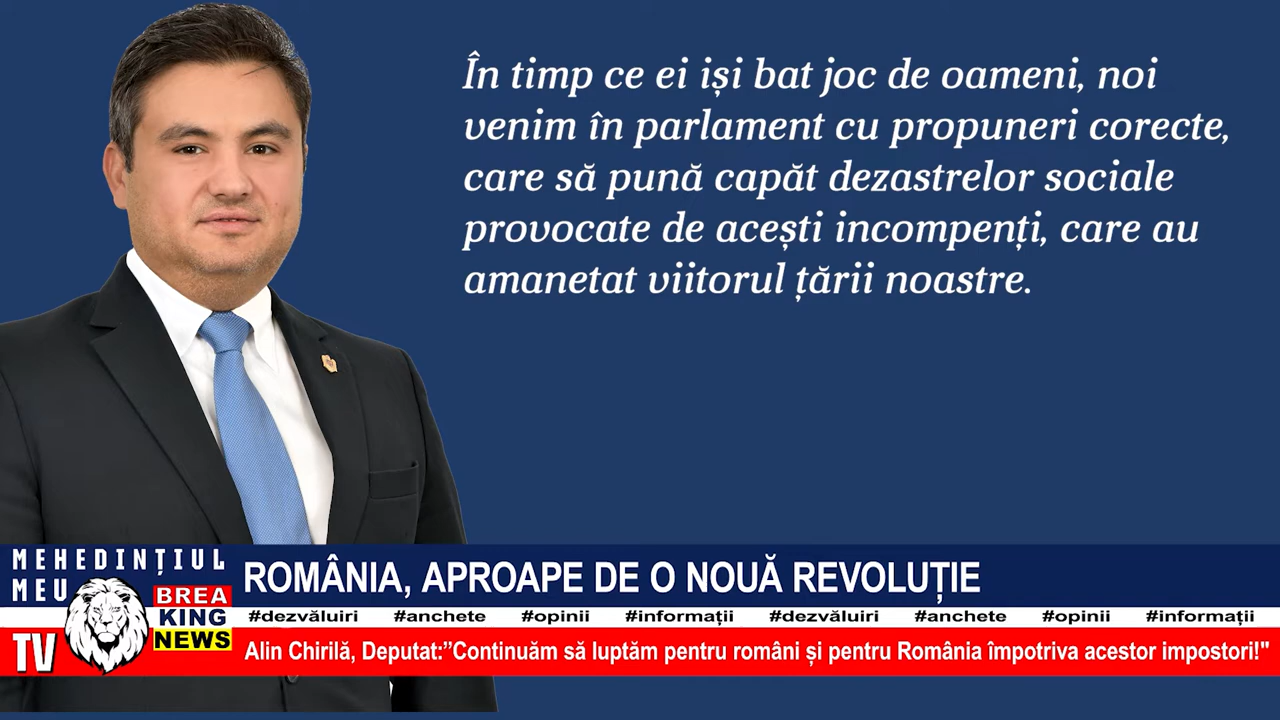 În timp ce ei iși bat joc de oameni, noi
venim în parlament cu propuneri corecte,
care să pună capăt dezastrelor sociale
provocate de acești incompenți, care au
amanetat viitorul țării noastre.
MEHEDINȚIUL
MEU
TV
BREA
KING
NEWS
ROMÂNIA, APROAPE DE O NOUĂ REVOLUȚIE
#dezvăluiri #anchete #opinii #informații #dezvăluiri #anchete #opinii #informații
Alin Chirilă, Deputat:”Continuăm să luptăm pentru români și pentru România împotriva acestor impostori!"